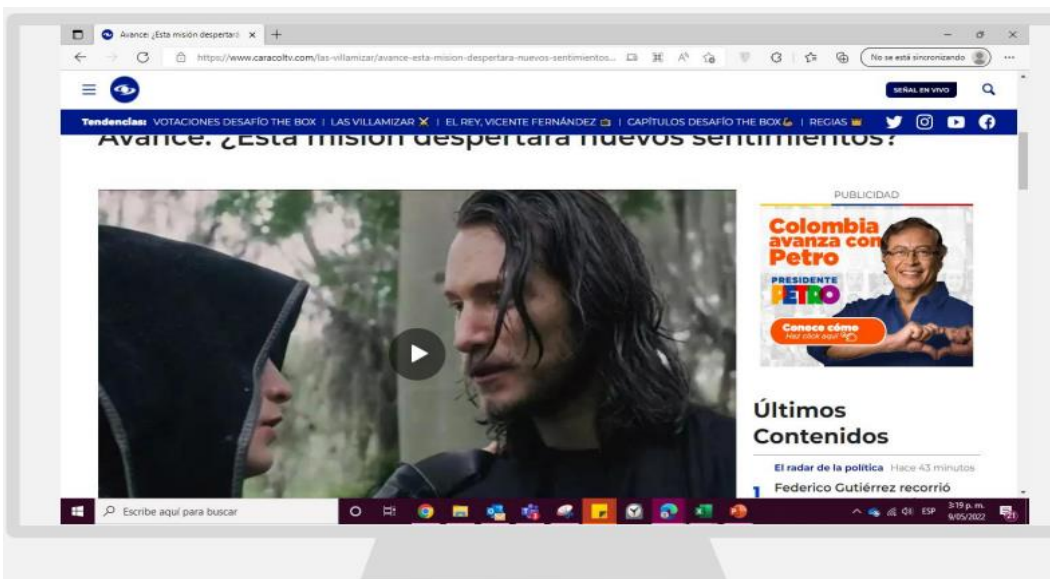 Avance: ¿Esta misión despertará
https://www.caracoltv.com/las-villamizar/avance-esta-mision-despertara-nuevos-sentimientos...
No se está sincronizando
SEÑAL EN VIVO
Tendencias: VOTACIONES DESAFÍO THE BOX | LAS VILLAMIZAR | EL REY, VICENTE FERNÁNDEZ | CAPÍTULOS DESAFÍO THE BOX | REGIAS
Avance: ¿Esta misión despertará nuevos sentimientos?
PUBLICIDAD
Colombia
avanza con
Petro
PRESIDENTE
PETRO
Conoce cómo
Haz click aquí
Últimos
Contenidos
El radar de la política Hace 43 minutos
1 Federico Gutiérrez recorrió
Escribe aquí para buscar
ESP
3:19 p. m.
9/05/2022
21